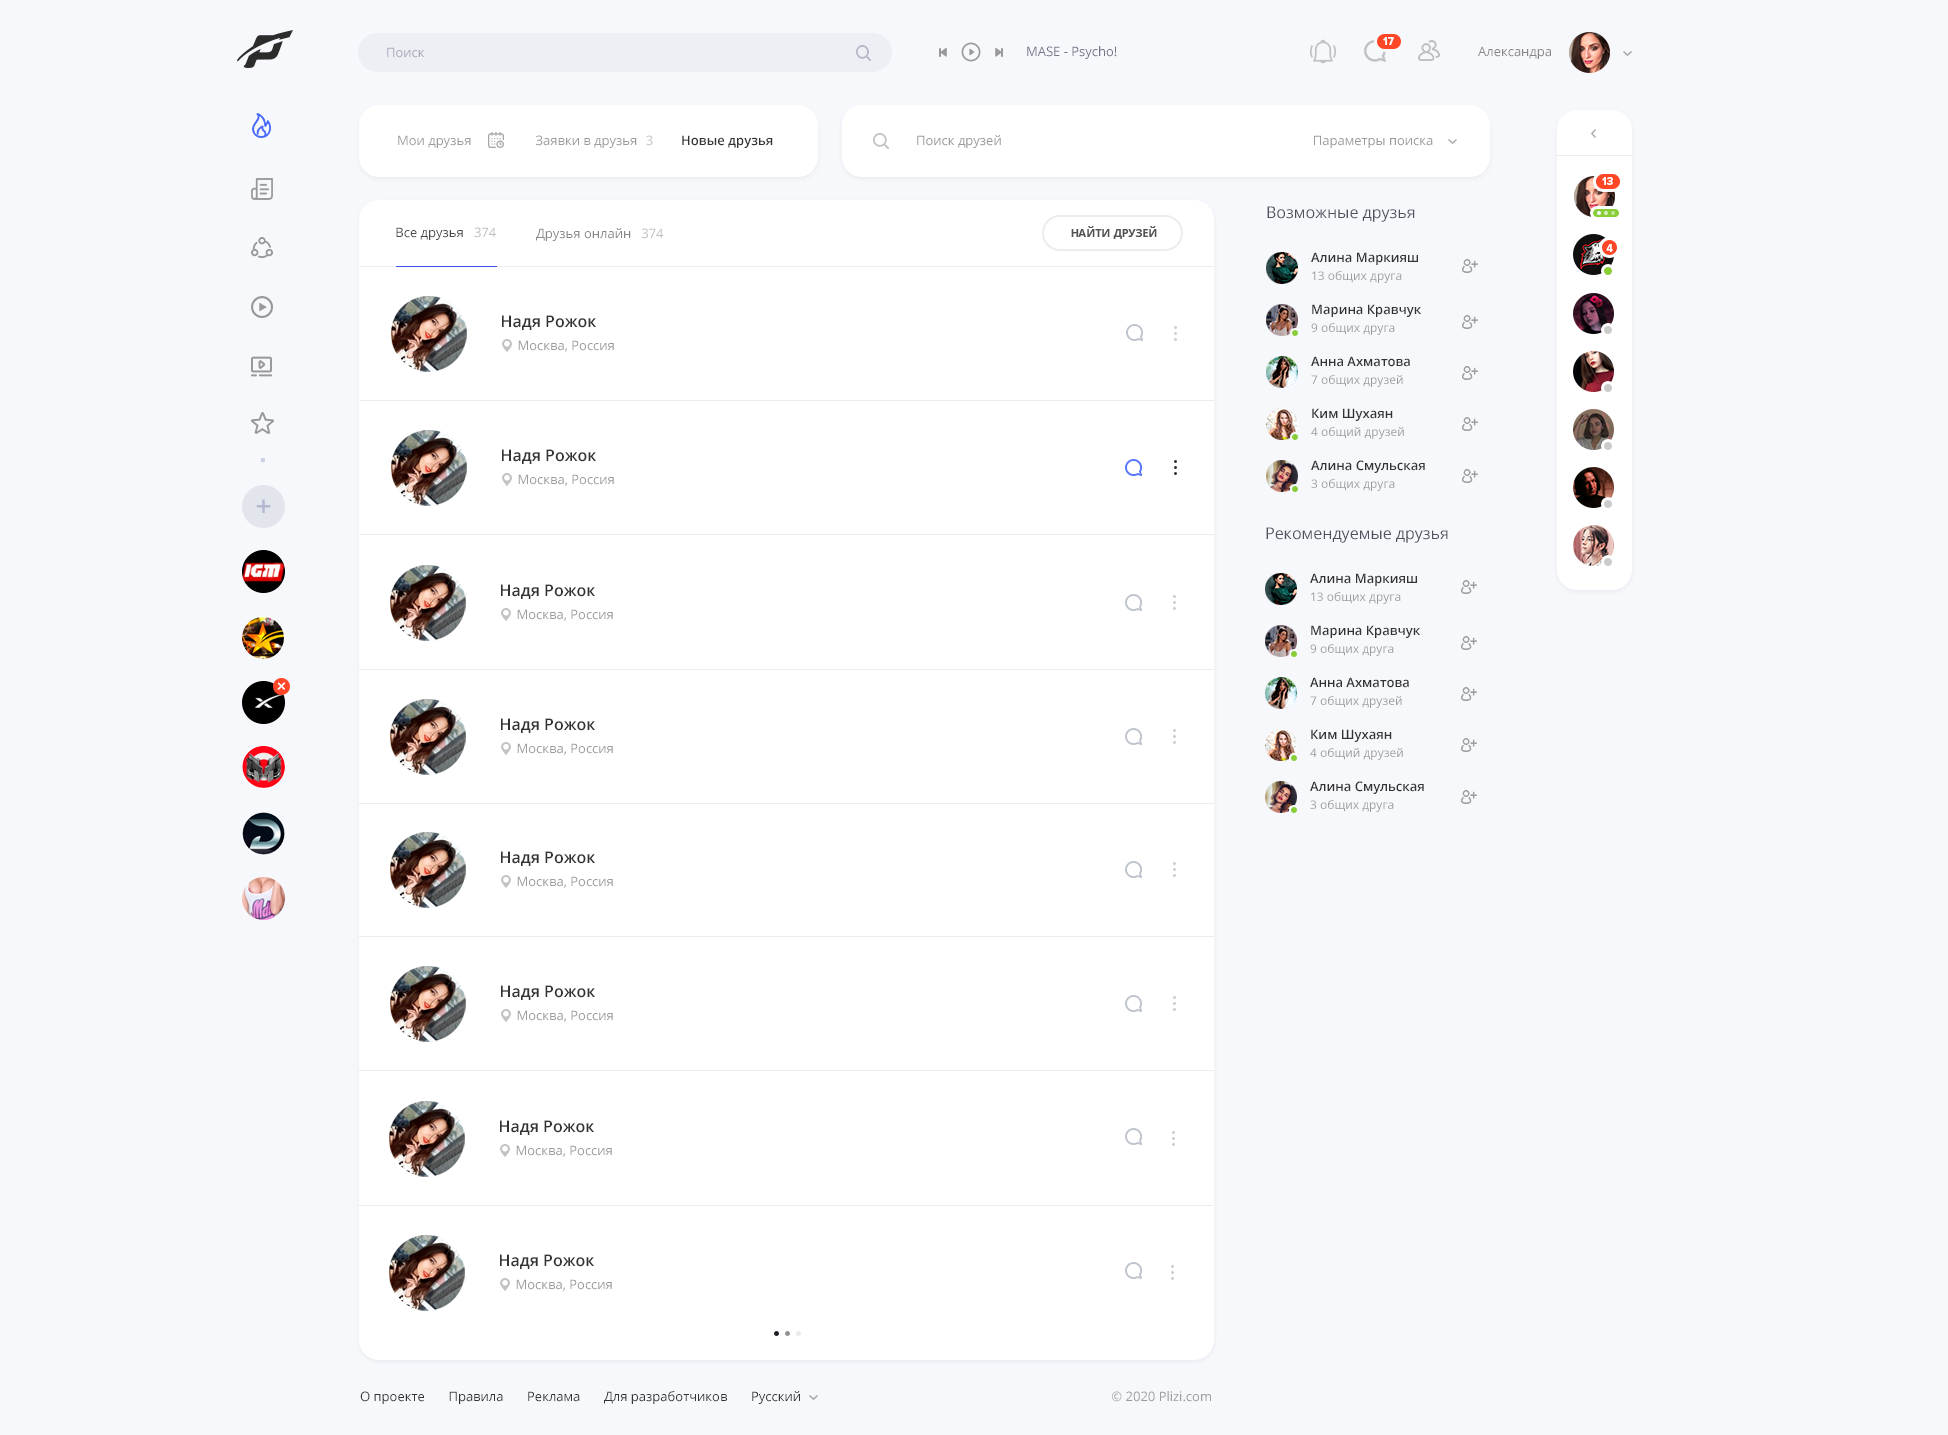 Поиск
MASE - Psycho!
17
Александра
Мои друзья
Заявки в друзья 3
Новые друзья
Поиск друзей
Параметры поиска
Все друзья 374
Друзья онлайн 374
НАЙТИ ДРУЗЕЙ
Надя Рожок
Москва, Россия
Надя Рожок
Москва, Россия
Надя Рожок
Москва, Россия
Надя Рожок
Москва, Россия
Надя Рожок
Москва, Россия
Надя Рожок
Москва, Россия
Надя Рожок
Москва, Россия
Надя Рожок
Москва, Россия
Возможные друзья
Алина Маркияш
13 общих друга
Марина Кравчук
9 общих друга
Анна Ахматова
7 общих друзей
Ким Шухаян
4 общий друзей
Алина Смульская
3 общих друга
Рекомендуемые друзья
Алина Маркияш
13 общих друга
Марина Кравчук
9 общих друга
Анна Ахматова
7 общих друзей
Ким Шухаян
4 общий друзей
Алина Смульская
3 общих друга
13
4
IGM
О проекте
Правила
Реклама
Для разработчиков
Русский
© 2020 Plizi.com